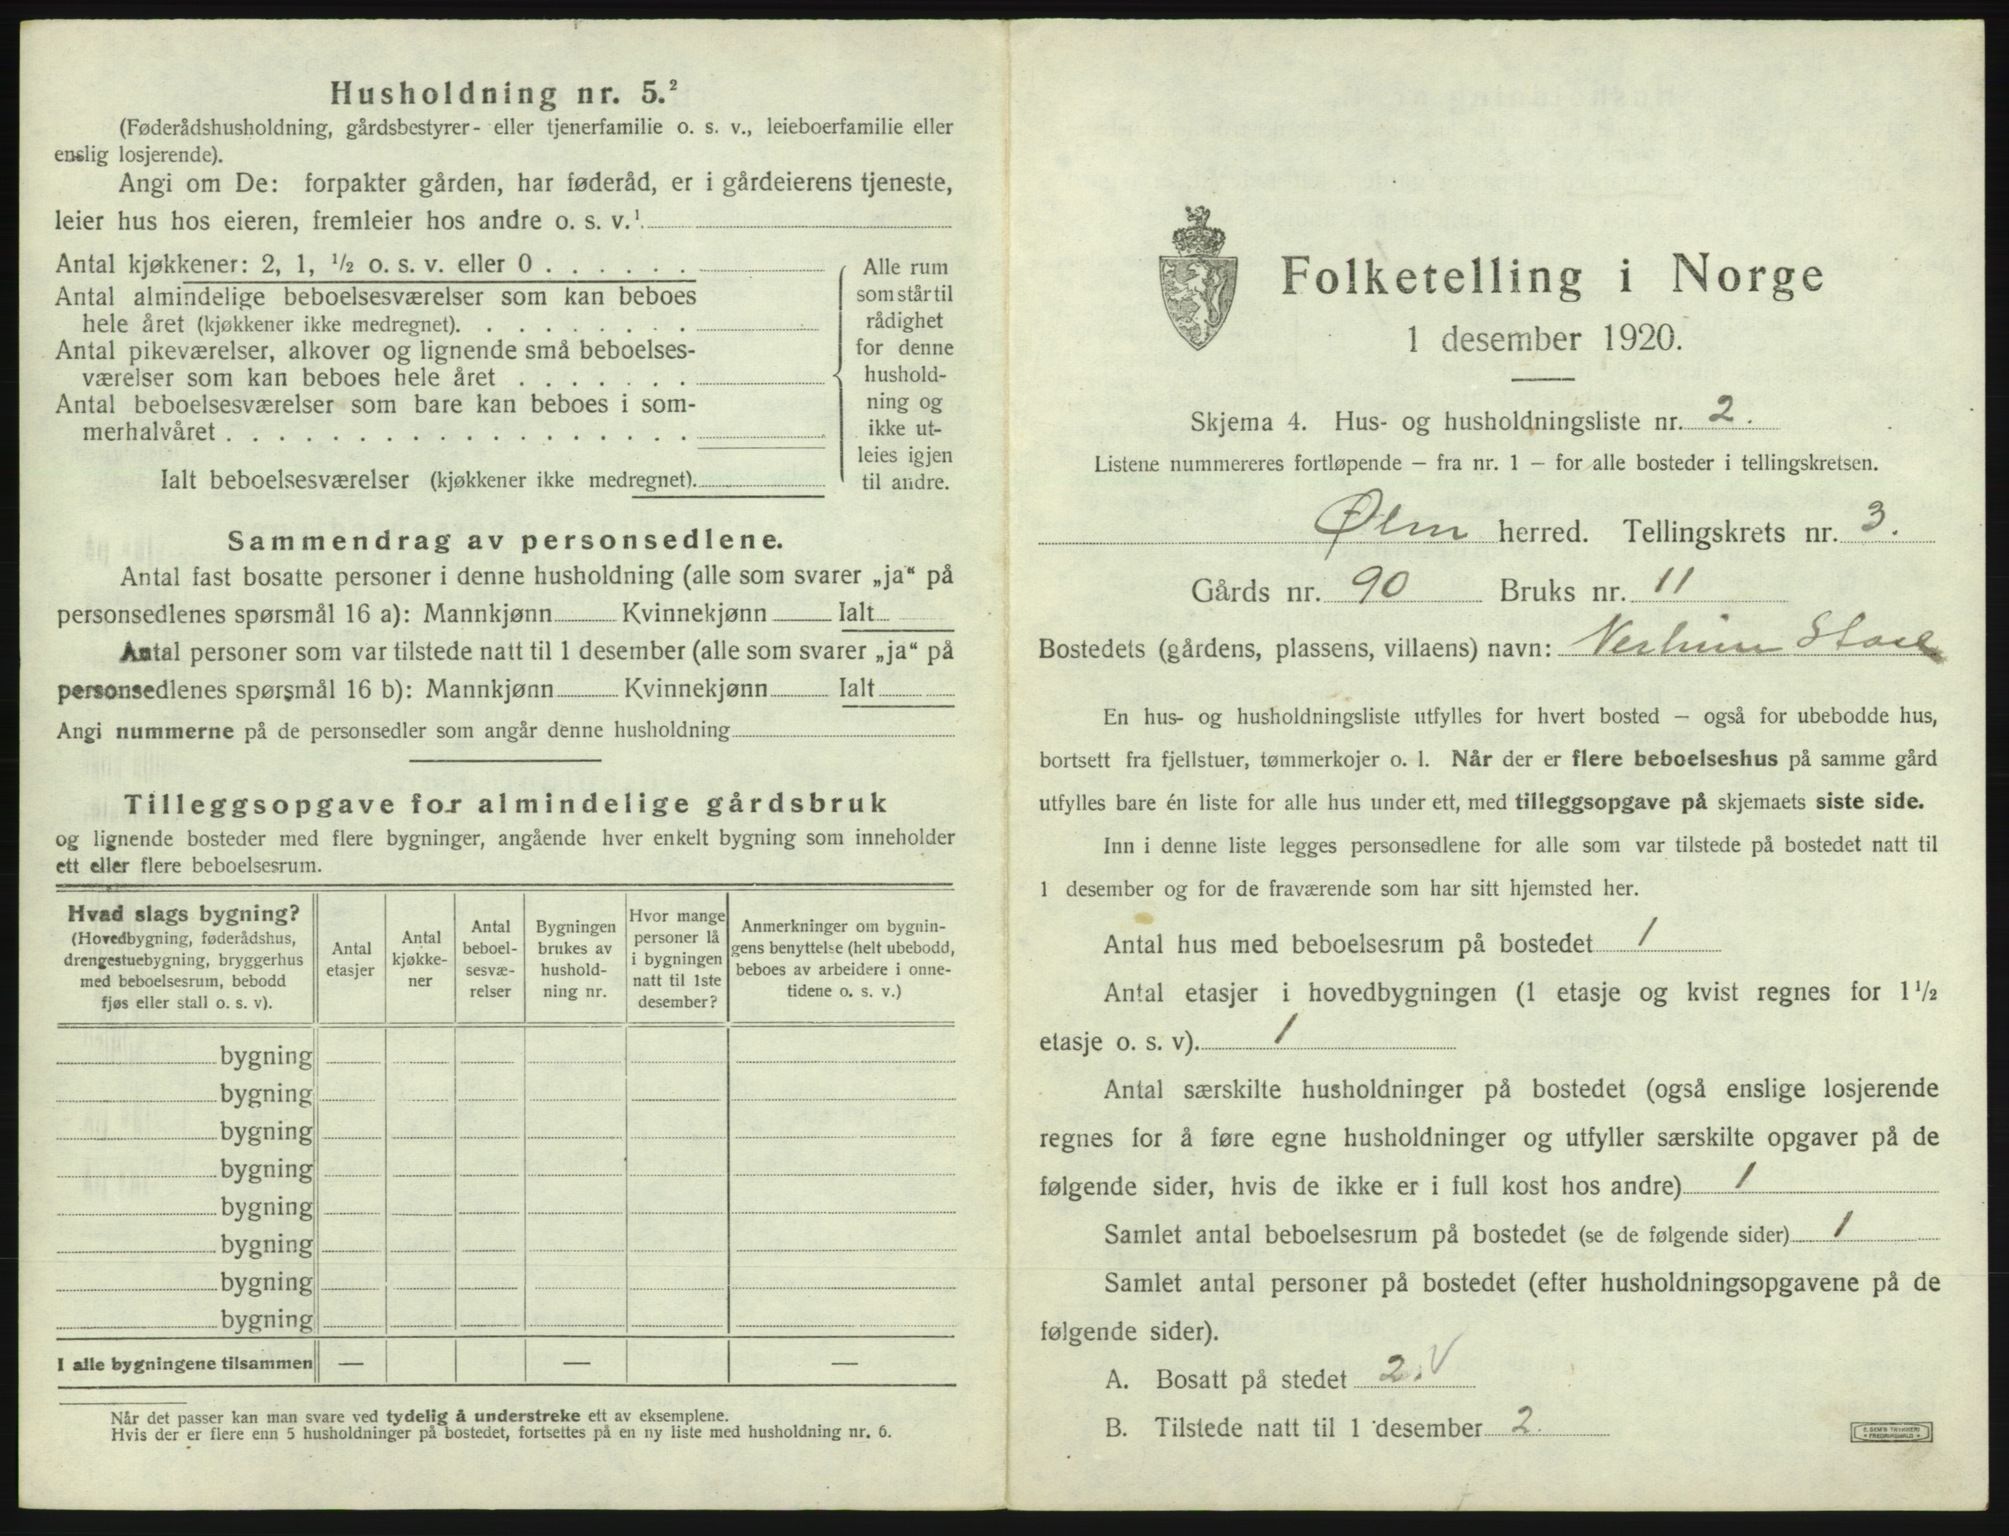 Husholdning nr. 5.²
(Føderådshusholdning, gårdsbestyrer- eller tjenerfamilie o. s. v., leieboerfamilie eller
enslig losjerende).
Angi om De: forpakter gården, har føderåd, er i gårdeierens tjeneste,
leier hus hos eieren, fremleier hos andre o. s. v.¹
Antal kjøkkener: 2, 1, ½ o. s. v. eller 0 . . . . . .
Antal almindelige beboelsesværelser som kan beboes
hele året (kjøkkener ikke medregnet). . . . . . . . .
Antal pikeværelser, alkover og lignende små beboelses-
værelser som kan beboes hele året . . . . . . .
Antal beboelsesværelser som bare kan beboes i som-
merhalvåret . . . . . . . . . . . . . . . . . .
Ialt beboelsesværelser (kjøkkener ikke medregnet).
Alle rum
som står til
rådighet
for denne
hushold-
ning og
ikke ut-
leies igjen
til andre.
Sammendrag av personsedlene.
Antal fast bosatte personer i denne husholdning (alle som svarer „ja" på
personsedlenes spørsmål 16 a): Mannkjønn Kvinnekjønn Ialt
Antal personer som var tilstede natt til 1 desember (alle som svarer „ja" på
personsedlenes spørsmål 16 b): Mannkjønn Kvinnekjønn Ialt
Angi nummerne på de personsedler som angår denne husholdning
Tilleggsopgave for almindelige gårdsbruk
og lignende bosteder med flere bygninger, angående hver enkelt bygning som inneholder
ett eller flere beboelsesrum.
Hvad slags bygning?
(Hovedbygning, føderådshus,
drengestuebygning, bryggerhus
med beboelsesrum, bebodd
fjøs eller stall o. s. v).
Antal
etasjer
Antal
kjøkke-
ner
Antal
beboel-
sesvæ-
relser
Bygningen
brukes av
hushold-
ning nr.
Hvor mange
personer lå
i bygningen
natt til 1ste
desember?
Anmerkninger om bygnin-
gens benyttelse (helt ubebodd,
beboes av arbeidere i onne-
tidene o. s. v.)
bygning
bygning
bygning
bygning
bygning
bygning
bygning
bygning
I alle bygningene tilsammen — — —
Når det passer kan man svare ved tydelig å understreke ett av eksemplene.
Hvis der er flere enn 5 husholdninger på bostedet, fortsettes på en ny liste med husholdning nr. 6.
Folketelling i Norge
1 desember 1920.
Skjema 4. Hus- og husholdningsliste nr. 2.
Listene nummereres fortløpende – fra nr. 1 – for alle bosteder i tellingskretsen.
Ølen herred. Tellingskrets nr. 3.
Gårds nr. 90 Bruks nr. 11
Bostedets (gårdens, plassens, villaens) navn:
En hus- og husholdningsliste utfylles for hvert bosted – også for ubebodde hus,
bortsett fra fjellstuer, tømmerkojer o. l. Når der er flere beboelseshus på samme gård
utfylles bare én liste for alle hus under ett, med tilleggsopgave på skjemaets siste side.
Inn i denne liste legges personsedlene for alle som var tilstede på bostedet natt til
1 desember og for de fraværende som har sitt hjemsted her.
Antal hus med beboelsesrum på bostedet 1
Antal etasjer i hovedbygningen (1 etasje og kvist regnes for 1½
etasje o. s. v). 1
Antal særskilte husholdninger på bostedet (også enslige losjerende
regnes for å føre egne husholdninger og utfyller særskilte opgaver på de
følgende sider, hvis de ikke er i full kost hos andre) 1
Samlet antal beboelsesrum på bostedet (se de følgende sider) 1
Samlet antal personer på bostedet (efter husholdningsopgavene på de
følgende sider).
A. Bosatt på stedet 2.
B. Tilstede natt til 1 desember 2.